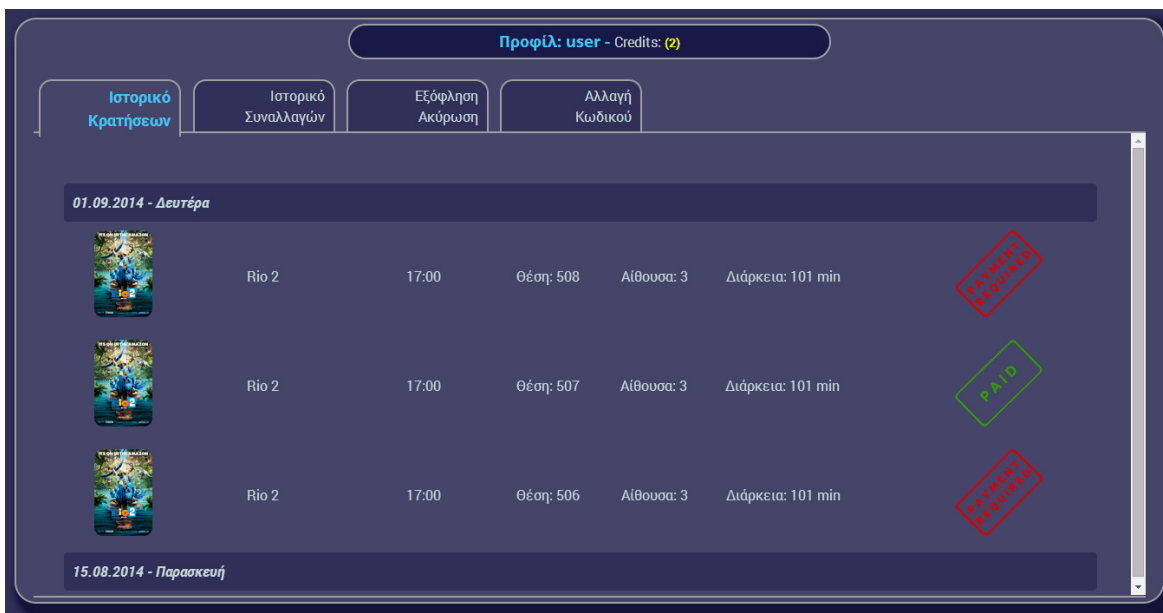 Προφίλ: user - Credits: (2)
Ιστορικό Κρατήσεων
Ιστορικό Συναλλαγών
Εξόφληση Ακύρωση
Αλλαγή Κωδικού
01.09.2014 - Δευτέρα
Rio 2 17:00 Θέση: 508 Αίθουσα: 3 Διάρκεια: 101 min PAYMENT REQUIRED
Rio 2 17:00 Θέση: 507 Αίθουσα: 3 Διάρκεια: 101 min PAID
Rio 2 17:00 Θέση: 506 Αίθουσα: 3 Διάρκεια: 101 min PAYMENT REQUIRED
15.08.2014 - Παρασκευή